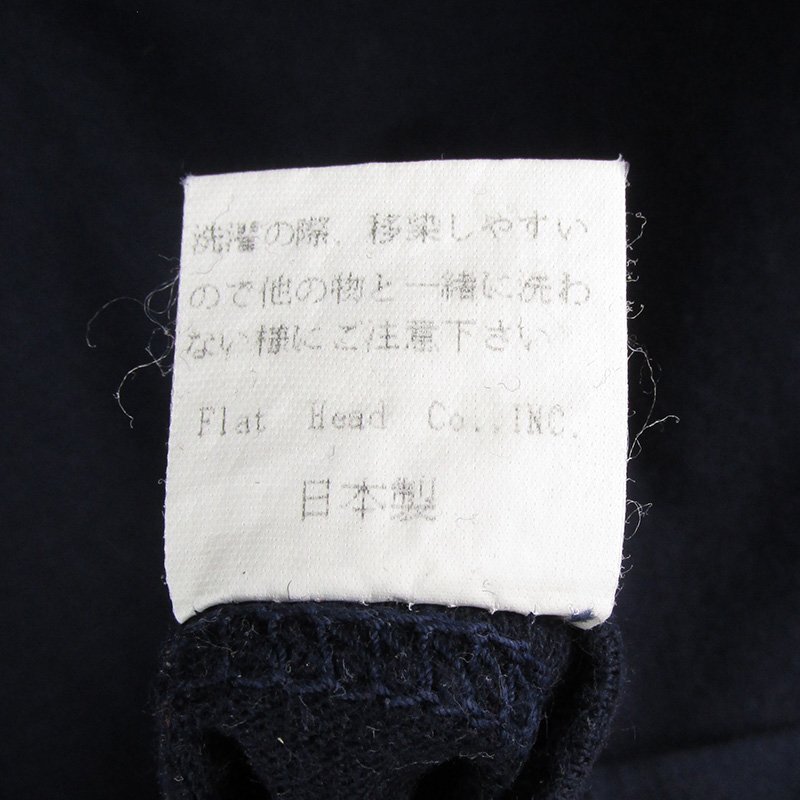 洗濯の際、移染しやすい
ので他の物と一緒に洗わ
ない様にご注意下さい
Flat Head Co.,INC.
日本製